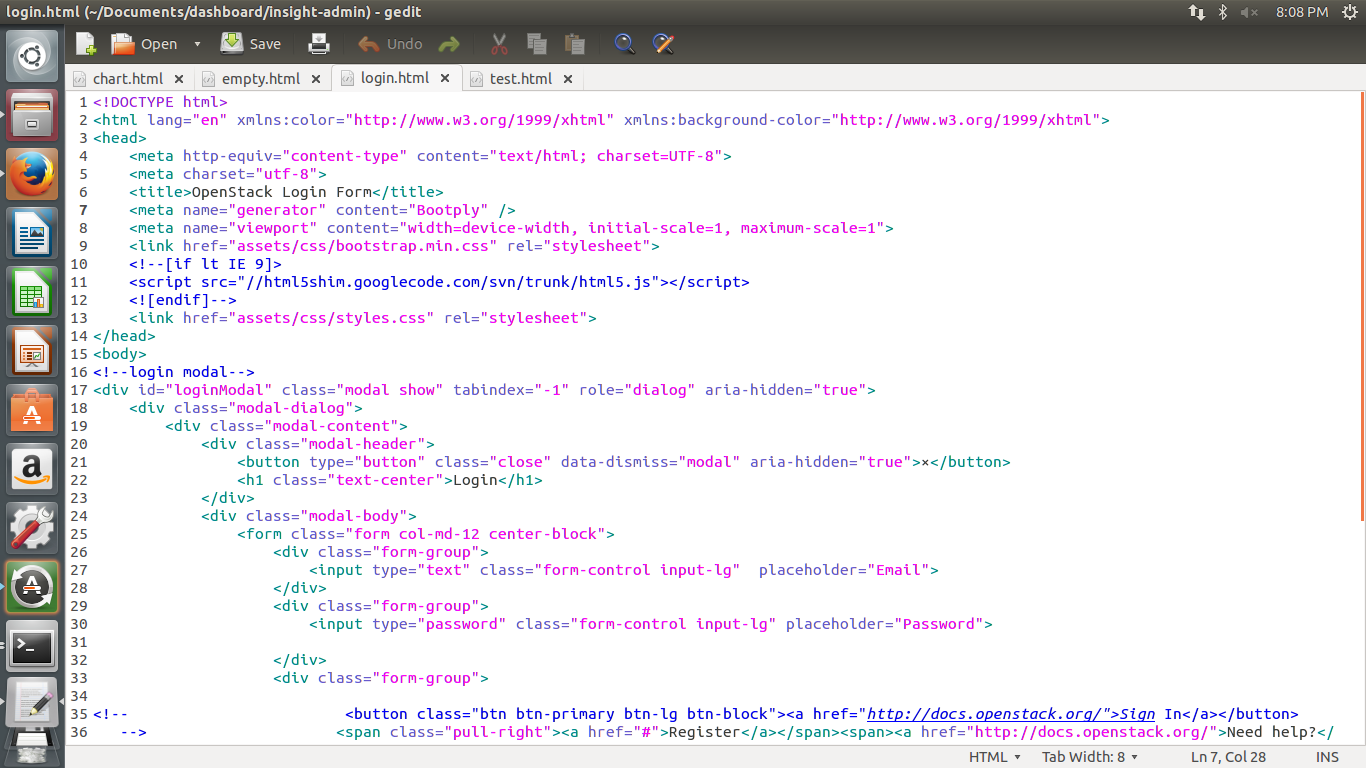 login.html (~/Documents/dashboard/insight-admin) - gedit
8:08 PM
Open
Save
Undo
chart.html
empty.html
login.html
test.html
1 <!DOCTYPE html>
2 <html lang="en" xmlns:color="http://www.w3.org/1999/xhtml" xmlns:background-color="http://www.w3.org/1999/xhtml">
3 <head>
4     <meta http-equiv="content-type" content="text/html; charset=UTF-8">
5     <meta charset="utf-8">
6     <title>OpenStack Login Form</title>
7     <meta name="generator" content="Bootply" />
8     <meta name="viewport" content="width=device-width, initial-scale=1, maximum-scale=1">
9     <link href="assets/css/bootstrap.min.css" rel="stylesheet">
10     <!--[if lt IE 9]>
11     <script src="//html5shim.googlecode.com/svn/trunk/html5.js"></script>
12     <![endif]-->
13     <link href="assets/css/styles.css" rel="stylesheet">
14 </head>
15 <body>
16 <!--login modal-->
17 <div id="loginModal" class="modal show" tabindex="-1" role="dialog" aria-hidden="true">
18     <div class="modal-dialog">
19         <div class="modal-content">
20             <div class="modal-header">
21                 <button type="button" class="close" data-dismiss="modal" aria-hidden="true">×</button>
22                 <h1 class="text-center">Login</h1>
23             </div>
24             <div class="modal-body">
25                 <form class="form col-md-12 center-block">
26                     <div class="form-group">
27                         <input type="text" class="form-control input-lg"  placeholder="Email">
28                     </div>
29                     <div class="form-group">
30                         <input type="password" class="form-control input-lg" placeholder="Password">
31
32                     </div>
33                     <div class="form-group">
34
35 <!--                        <button class="btn btn-primary btn-lg btn-block"><a href="http://docs.openstack.org/">Sign In</a></button>
36    -->                     <span class="pull-right"><a href="#">Register</a></span><span><a href="http://docs.openstack.org/">Need help?</
HTML
Tab Width: 8
Ln 7, Col 28
INS